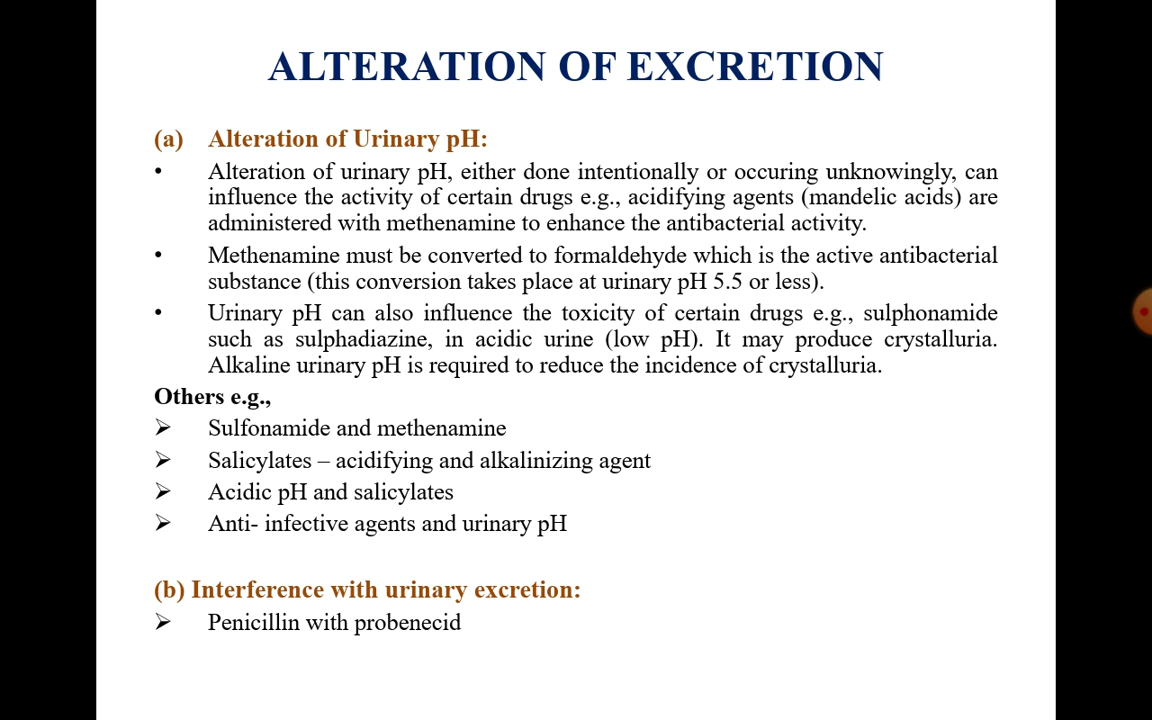 ALTERATION OF EXCRETION
(a) Alteration of Urinary pH:
• Alteration of urinary pH, either done intentionally or occuring unknowingly, can
influence the activity of certain drugs e.g., acidifying agents (mandelic acids) are
administered with methenamine to enhance the antibacterial activity.
• Methenamine must be converted to formaldehyde which is the active antibacterial
substance (this conversion takes place at urinary pH 5.5 or less).
• Urinary pH can also influence the toxicity of certain drugs e.g., sulphonamide
such as sulphadiazine, in acidic urine (low pH). It may produce crystalluria.
Alkaline urinary pH is required to reduce the incidence of crystalluria.
Others e.g.,
➢ Sulfonamide and methenamine
➢ Salicylates – acidifying and alkalinizing agent
➢ Acidic pH and salicylates
➢ Anti- infective agents and urinary pH
(b) Interference with urinary excretion:
➢ Penicillin with probenecid